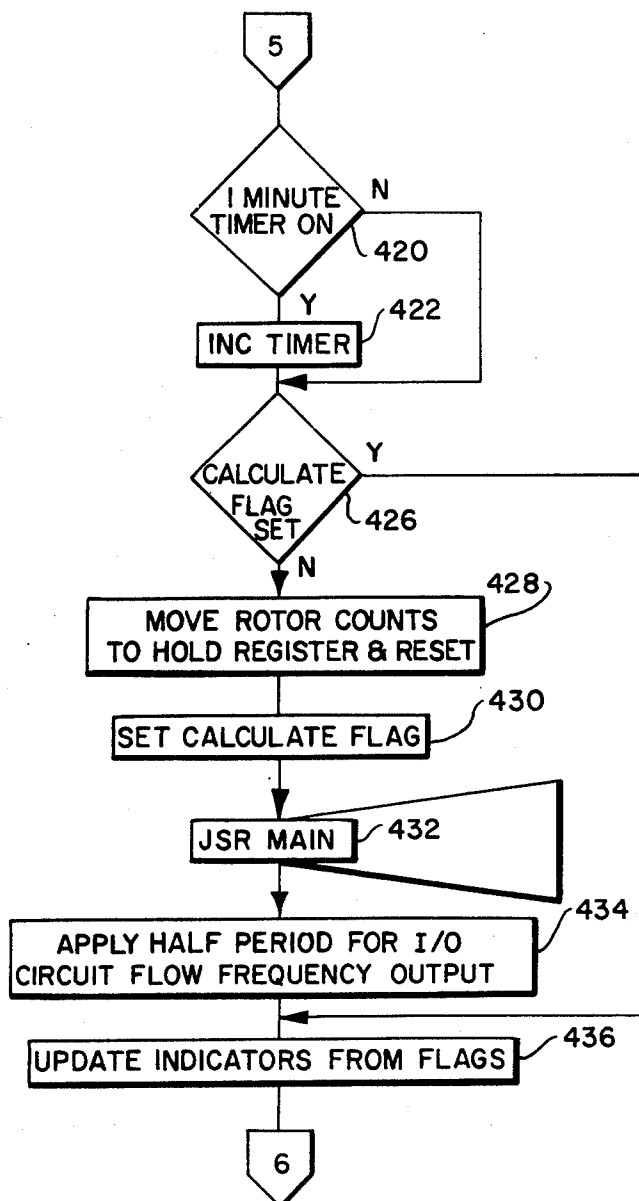 5
1 MINUTE
TIMER ON
N
420
Y
422
INC TIMER
CALCULATE
FLAG
SET
Y
426
N
428
MOVE ROTOR COUNTS
TO HOLD REGISTER & RESET
430
SET CALCULATE FLAG
JSR MAIN
432
434
APPLY HALF PERIOD FOR I/O
CIRCUIT FLOW FREQUENCY OUTPUT
436
UPDATE INDICATORS FROM FLAGS
6